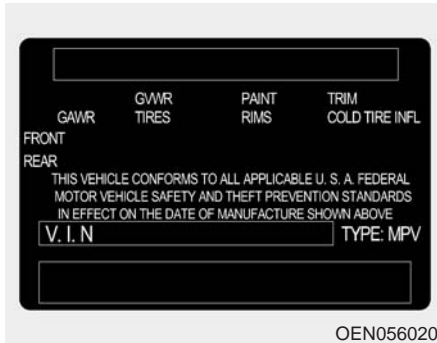 GVWR PAINT TRIM
GAWR TIRES RIMS COLD TIRE INFL
FRONT
REAR
THIS VEHICLE CONFORMS TO ALL APPLICABLE U. S. A. FEDERAL
MOTOR VEHICLE SAFETY AND THEFT PREVENTION STANDARDS
IN EFFECT ON THE DATE OF MANUFACTURE SHOWN ABOVE
V. I. N TYPE: MPV
OEN056020